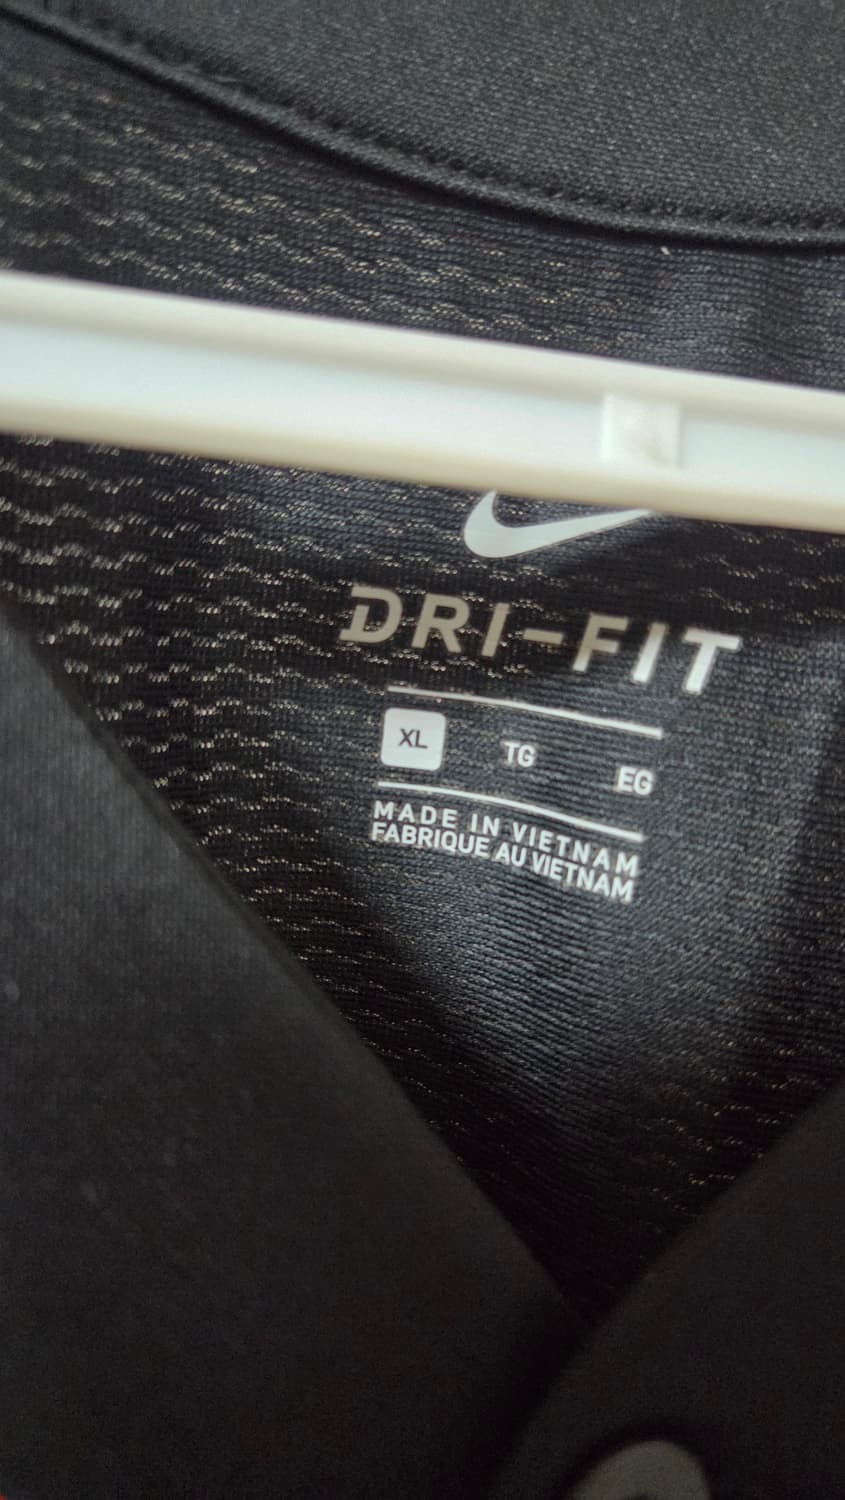 DRI-FIT
XL TG EG
MADE IN VIETNAM
FABRIQUE AU VIETNAM